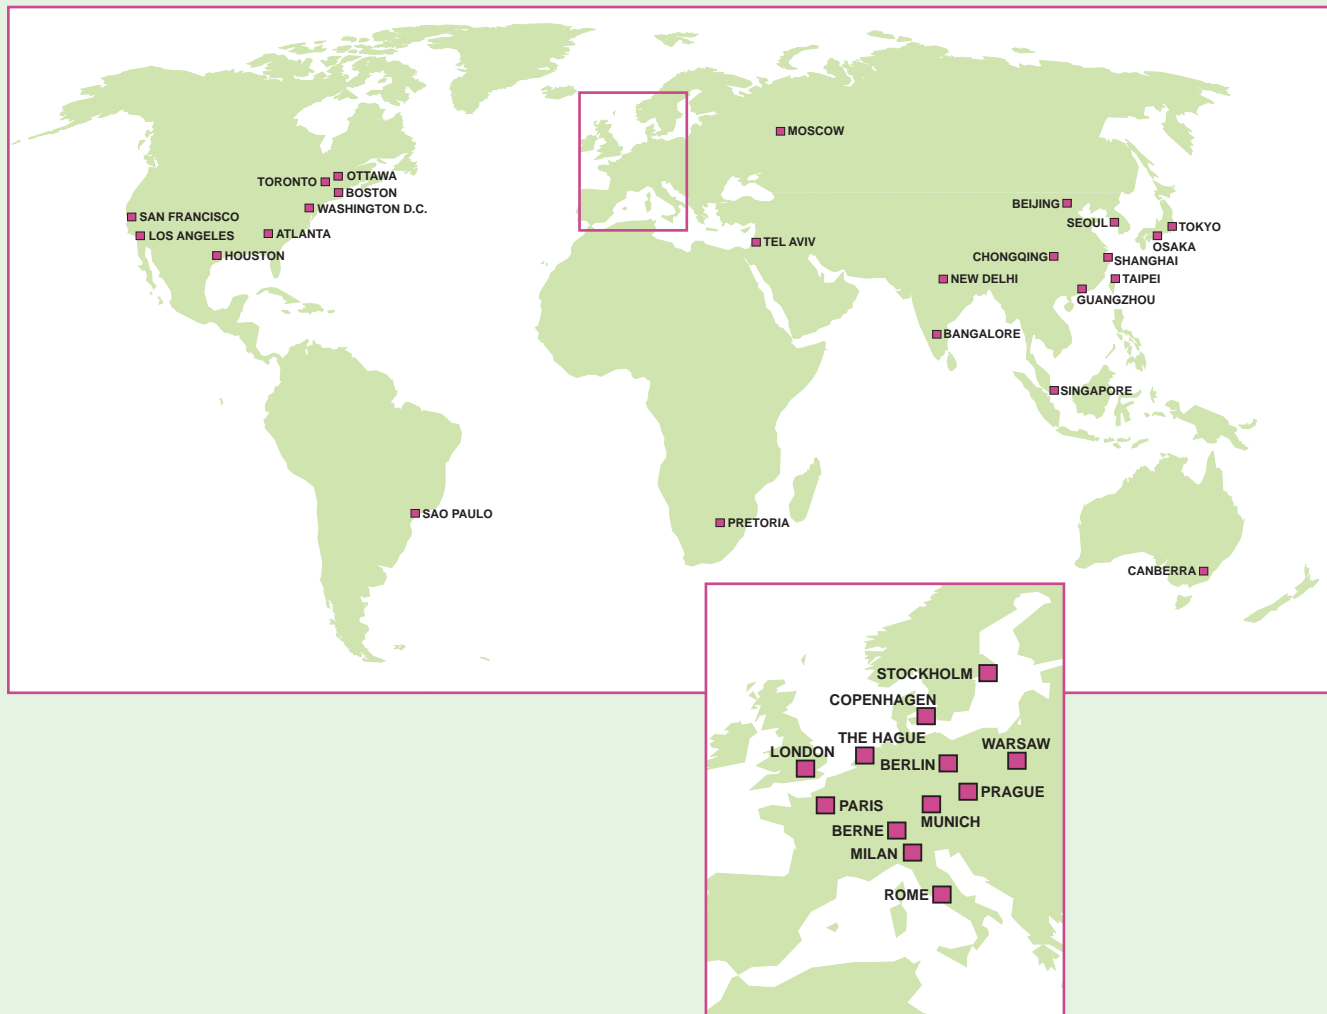 MOSCOW
OTTAWA
TORONTO
BOSTON
WASHINGTON D.C.
SAN FRANCISCO
LOS ANGELES
ATLANTA
HOUSTON
BEIJING
SEOUL
TOKYO
OSAKA
TEL AVIV
CHONGQING
SHANGHAI
NEW DELHI
TAIPEI
GUANGZHOU
BANGALORE
SINGAPORE
SAO PAULO
PRETORIA
CANBERRA
STOCKHOLM
COPENHAGEN
THE HAGUE
WARSAW
LONDON
BERLIN
PRAGUE
PARIS
MUNICH
BERNE
MILAN
ROME